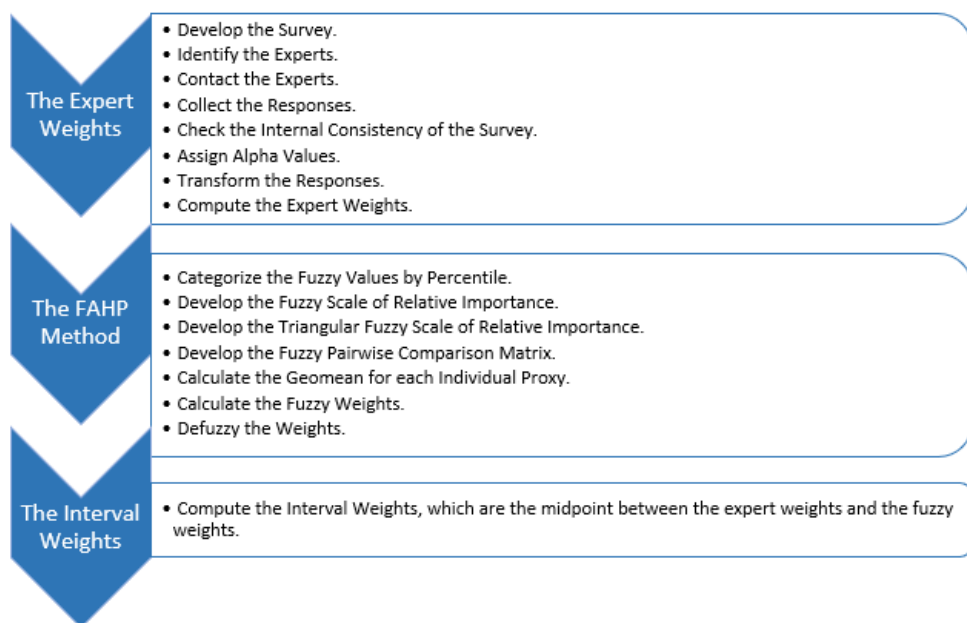 The Expert
Weights
• Develop the Survey.
• Identify the Experts.
• Contact the Experts.
• Collect the Responses.
• Check the Internal Consistency of the Survey.
• Assign Alpha Values.
• Transform the Responses.
• Compute the Expert Weights.
The FAHP
Method
• Categorize the Fuzzy Values by Percentile.
• Develop the Fuzzy Scale of Relative Importance.
• Develop the Triangular Fuzzy Scale of Relative Importance.
• Develop the Fuzzy Pairwise Comparison Matrix.
• Calculate the Geomean for each Individual Proxy.
• Calculate the Fuzzy Weights.
• Defuzzy the Weights.
The Interval
Weights
• Compute the Interval Weights, which are the midpoint between the expert weights and the fuzzy
weights.